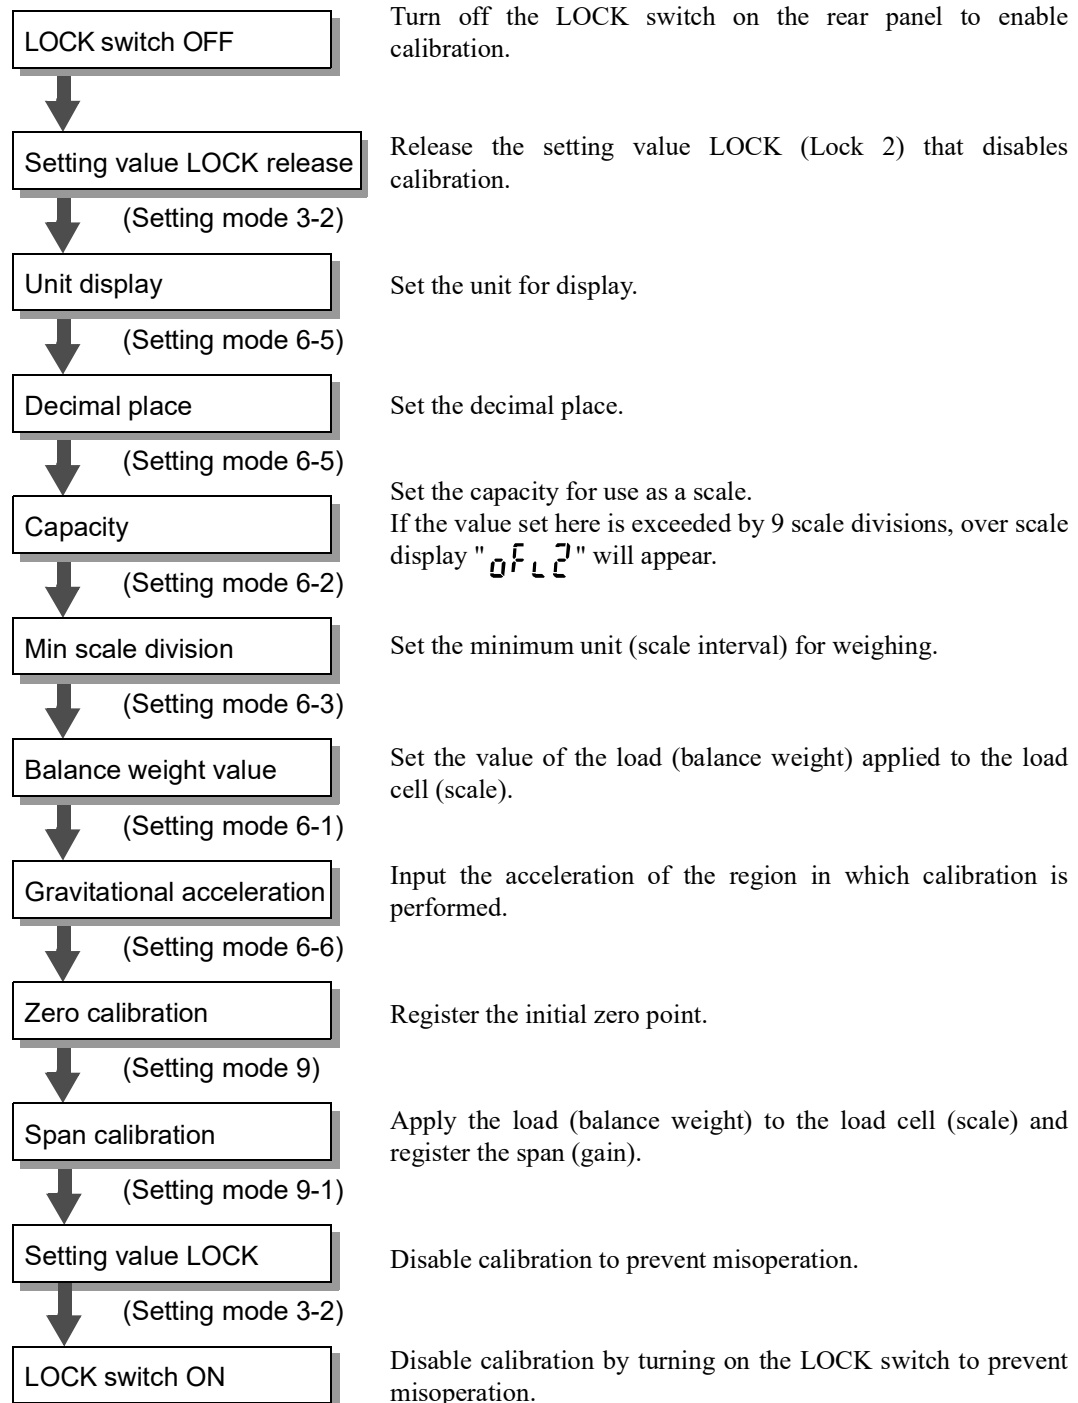 LOCK switch OFF
Turn off the LOCK switch on the rear panel to enable
calibration.
Setting value LOCK release
Release the setting value LOCK (Lock 2) that disables
calibration.
(Setting mode 3-2)
Unit display
Set the unit for display.
(Setting mode 6-5)
Decimal place
Set the decimal place.
(Setting mode 6-5)
Capacity
Set the capacity for use as a scale.
If the value set here is exceeded by 9 scale divisions, over scale
display "oFL2" will appear.
(Setting mode 6-2)
Min scale division
Set the minimum unit (scale interval) for weighing.
(Setting mode 6-3)
Balance weight value
Set the value of the load (balance weight) applied to the load
cell (scale).
(Setting mode 6-1)
Gravitational acceleration
Input the acceleration of the region in which calibration is
performed.
(Setting mode 6-6)
Zero calibration
Register the initial zero point.
(Setting mode 9)
Span calibration
Apply the load (balance weight) to the load cell (scale) and
register the span (gain).
(Setting mode 9-1)
Setting value LOCK
Disable calibration to prevent misoperation.
(Setting mode 3-2)
LOCK switch ON
Disable calibration by turning on the LOCK switch to prevent
misoperation.